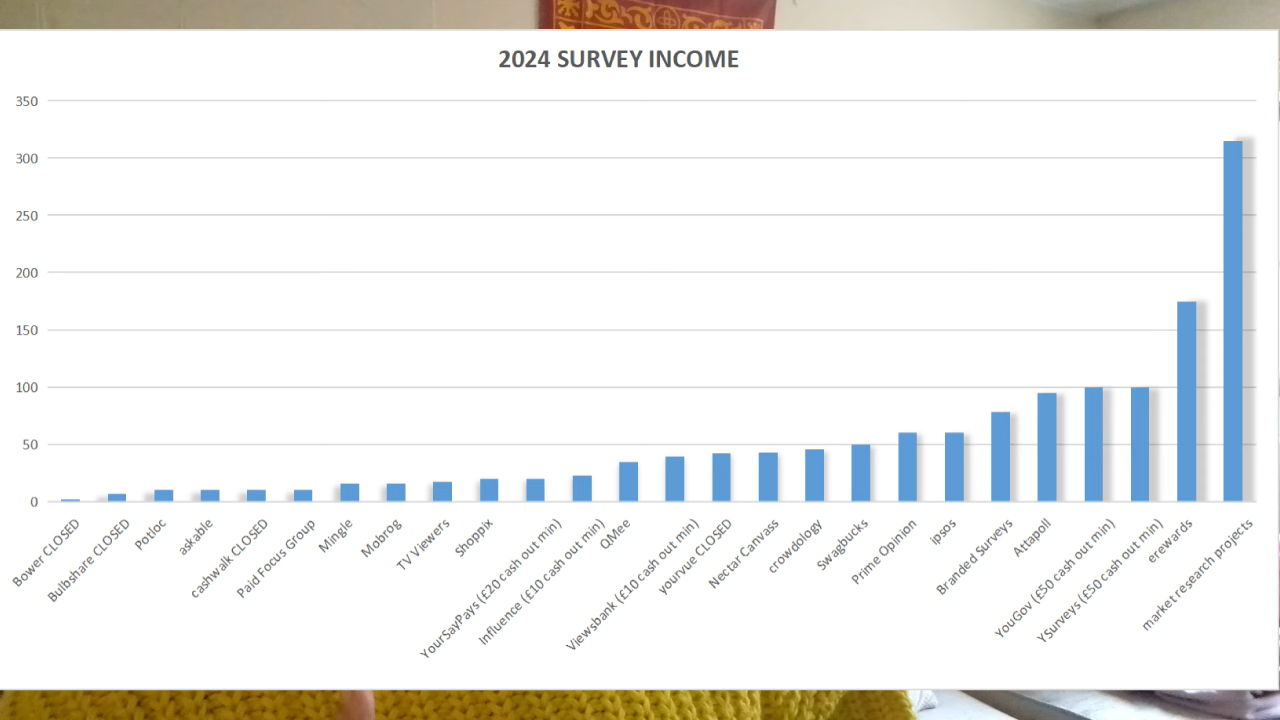 2024 SURVEY INCOME
350
300
250
200
150
100
50
0
Bower CLOSED
Bulbshare CLOSED
Potloc
askable
cashwalk CLOSED
Paid Focus Group
Mingle
Mobrog
TV Viewers
Shoppix
YourSayPays (£20 cash out min)
Influence (£10 cash out min)
QMee
Viewsbank (£10 cash out min)
yourvue CLOSED
Nectar Canvass
crowdology
Swagbucks
Prime Opinion
ipsos
Branded Surveys
Attapoll
YouGov (£50 cash out min)
YSurveys (£50 cash out min)
erewards
market research projects